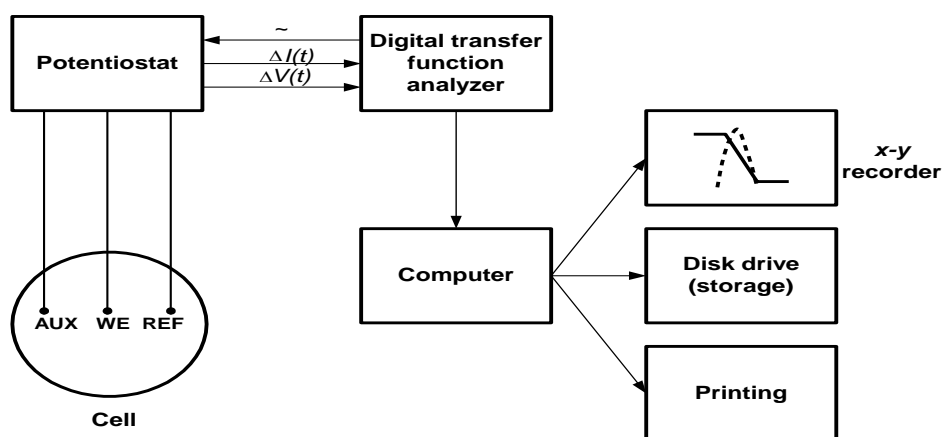 Potentiostat
~
ΔI(t)
ΔV(t)
Digital transfer
function
analyzer
x-y
recorder
Computer
Disk drive
(storage)
Printing
AUX WE REF
Cell